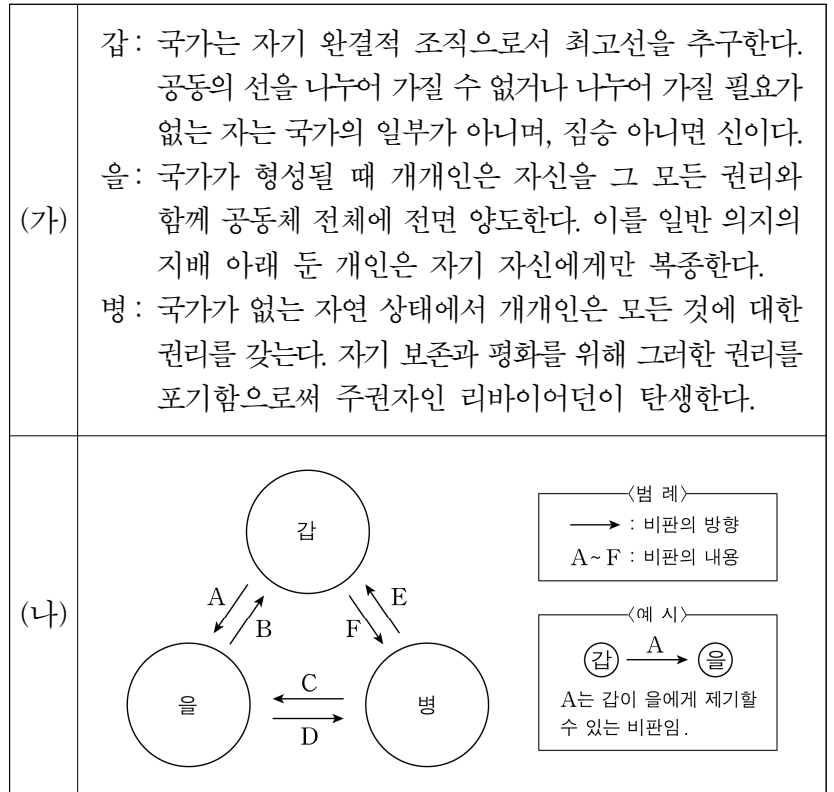 (가)
갑: 국가는 자기 완결적 조직으로서 최고선을 추구한다.
공동의 선을 나누어 가질 수 없거나 나누어 가질 필요가
없는 자는 국가의 일부가 아니며, 짐승 아니면 신이다.
을: 국가가 형성될 때 개개인은 자신을 그 모든 권리와
함께 공동체 전체에 전면 양도한다. 이를 일반 의지의
지배 아래 둔 개인은 자기 자신에게만 복종한다.
병: 국가가 없는 자연 상태에서 개개인은 모든 것에 대한
권리를 갖는다. 자기 보존과 평화를 위해 그러한 권리를
포기함으로써 주권자인 리바이어던이 탄생한다.
(나)
갑
A
B
F
E
을
C
D
병
〈범 례〉
: 비판의 방향
A~F : 비판의 내용
〈예 시〉
갑 A 을
A는 갑이 을에게 제기할
수 있는 비판임.